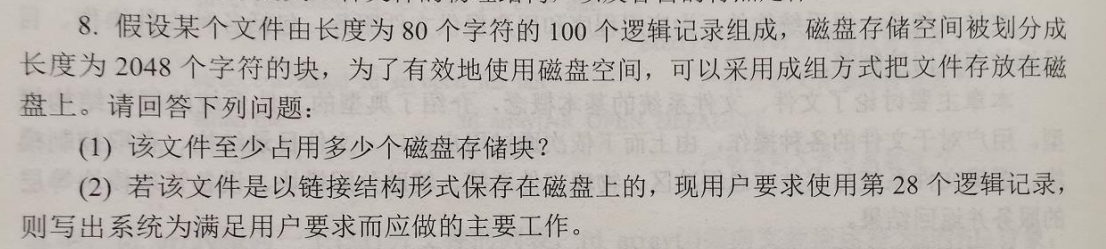 8. 假设某个文件由长度为 80 个字符的 100 个逻辑记录组成，磁盘存储空间被划分成
长度为 2048 个字符的块，为了有效地使用磁盘空间，可以采用成组方式把文件存放在磁
盘上。请回答下列问题：
(1) 该文件至少占用多少个磁盘存储块？
(2) 若该文件是以链接结构形式保存在磁盘上的，现用户要求使用第 28 个逻辑记录，
则写出系统为满足用户要求而应做的主要工作。